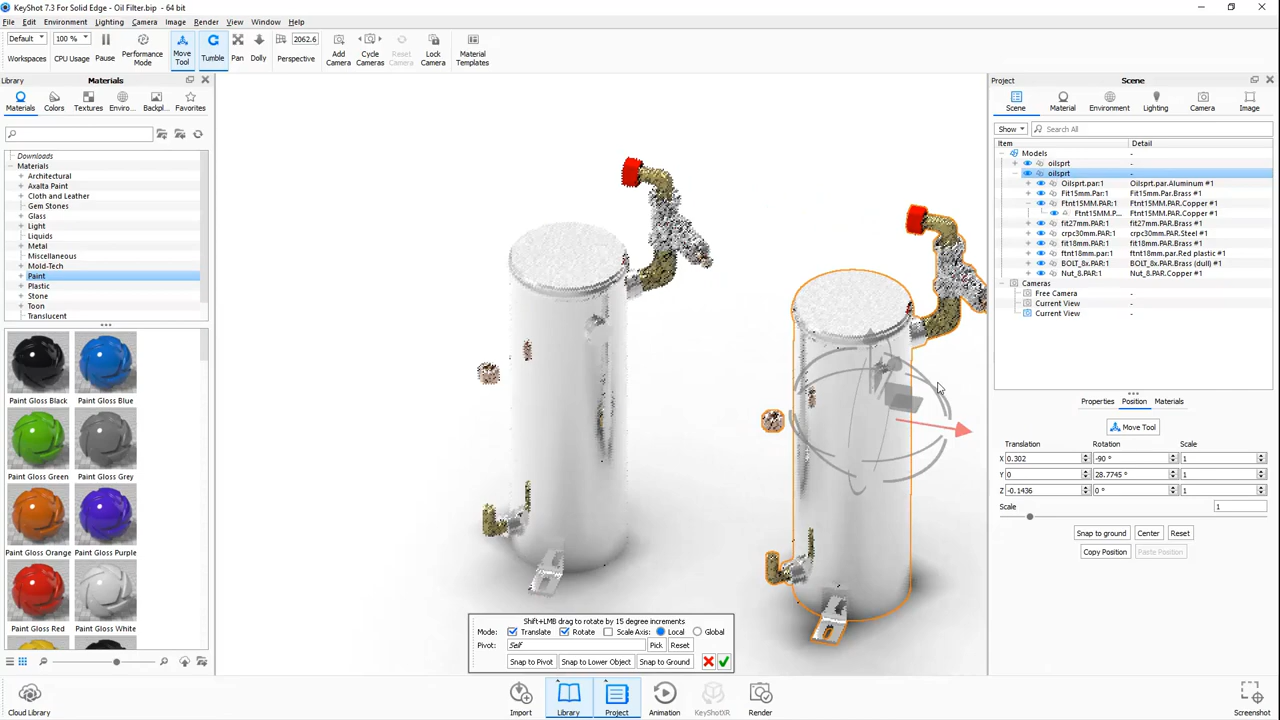 KeyShot 7.3 For Solid Edge - Oil Filter.bip - 64 bit
File Edit Environment Lighting Camera Image Render View Window Help
Default 100 % 2062.6
Workspaces CPU Usage Pause Performance Mode Move Tool Tumble Pan Dolly Perspective Add Camera Cycle Cameras Reset Camera Lock Camera Material Templates
Library Materials
Materials Colors Textures Enviro... Backpl... Favorites
Downloads
Materials
Architectural
Axalta Paint
Cloth and Leather
Gem Stones
Glass
Light
Liquids
Metal
Miscellaneous
Mold-Tech
Paint
Plastic
Stone
Toon
Translucent
Paint Gloss Black Paint Gloss Blue
Paint Gloss Green Paint Gloss Grey
Paint Gloss Orange Paint Gloss Purple
Paint Gloss Red Paint Gloss White
Cloud Library
Shift+LMB drag to rotate by 15 degree increments
Mode: Translate Rotate Scale Axis: Local Global
Pivot: Self Pick Reset
Snap to Pivot Snap to Lower Object Snap to Ground
Import Library Project Animation KeyShotXR Render
Project Scene
Scene Material Environment Lighting Camera Image
Show Search All
Item Detail
Models -
oilsprt -
oilsprt -
Oilsprt.par:1 Oilsprt.par.Aluminum #1
Fit15mm.Par:1 Fit15mm.Par.Brass #1
Ftnt15MM.PAR:1 Ftnt15MM.PAR.Copper #1
Ftnt15MM.P... Ftnt15MM.PAR.Copper #1
fit27mm.PAR:1 fit27mm.PAR.Brass #1
crpc30mm.PAR:1 crpc30mm.PAR.Steel #1
fit18mm.PAR:1 fit18mm.PAR.Brass #1
ftnt18mm.par:1 ftnt18mm.par.Red plastic #1
BOLT_8x.PAR:1 BOLT_8x.PAR.Brass (dull) #1
Nut_8.PAR:1 Nut_8.PAR.Copper #1
Cameras -
Free Camera -
Current View -
Current View -
Properties Position Materials
Move Tool
Translation Rotation Scale
X 0.302 -90 ° 1
Y 0 28.7745 ° 1
Z -0.1436 0 ° 1
Scale 1
Snap to ground Center Reset
Copy Position Paste Position
Screenshot